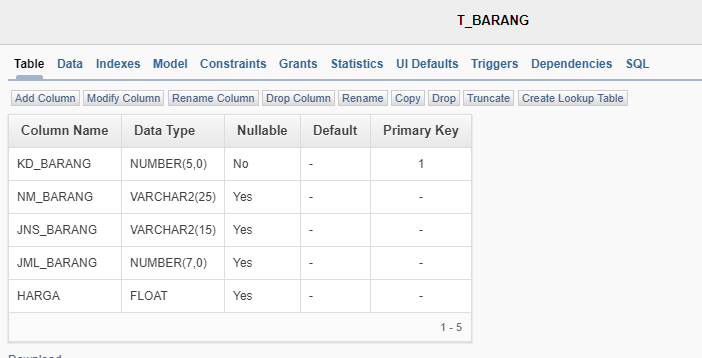 T_BARANG
Table Data Indexes Model Constraints Grants Statistics UI Defaults Triggers Dependencies SQL
Add Column Modify Column Rename Column Drop Column Rename Copy Drop Truncate Create Lookup Table
Column Name Data Type Nullable Default Primary Key
KD_BARANG NUMBER(5,0) No - 1
NM_BARANG VARCHAR2(25) Yes - -
JNS_BARANG VARCHAR2(15) Yes - -
JML_BARANG NUMBER(7,0) Yes - -
HARGA FLOAT Yes - -
1 - 5
Download